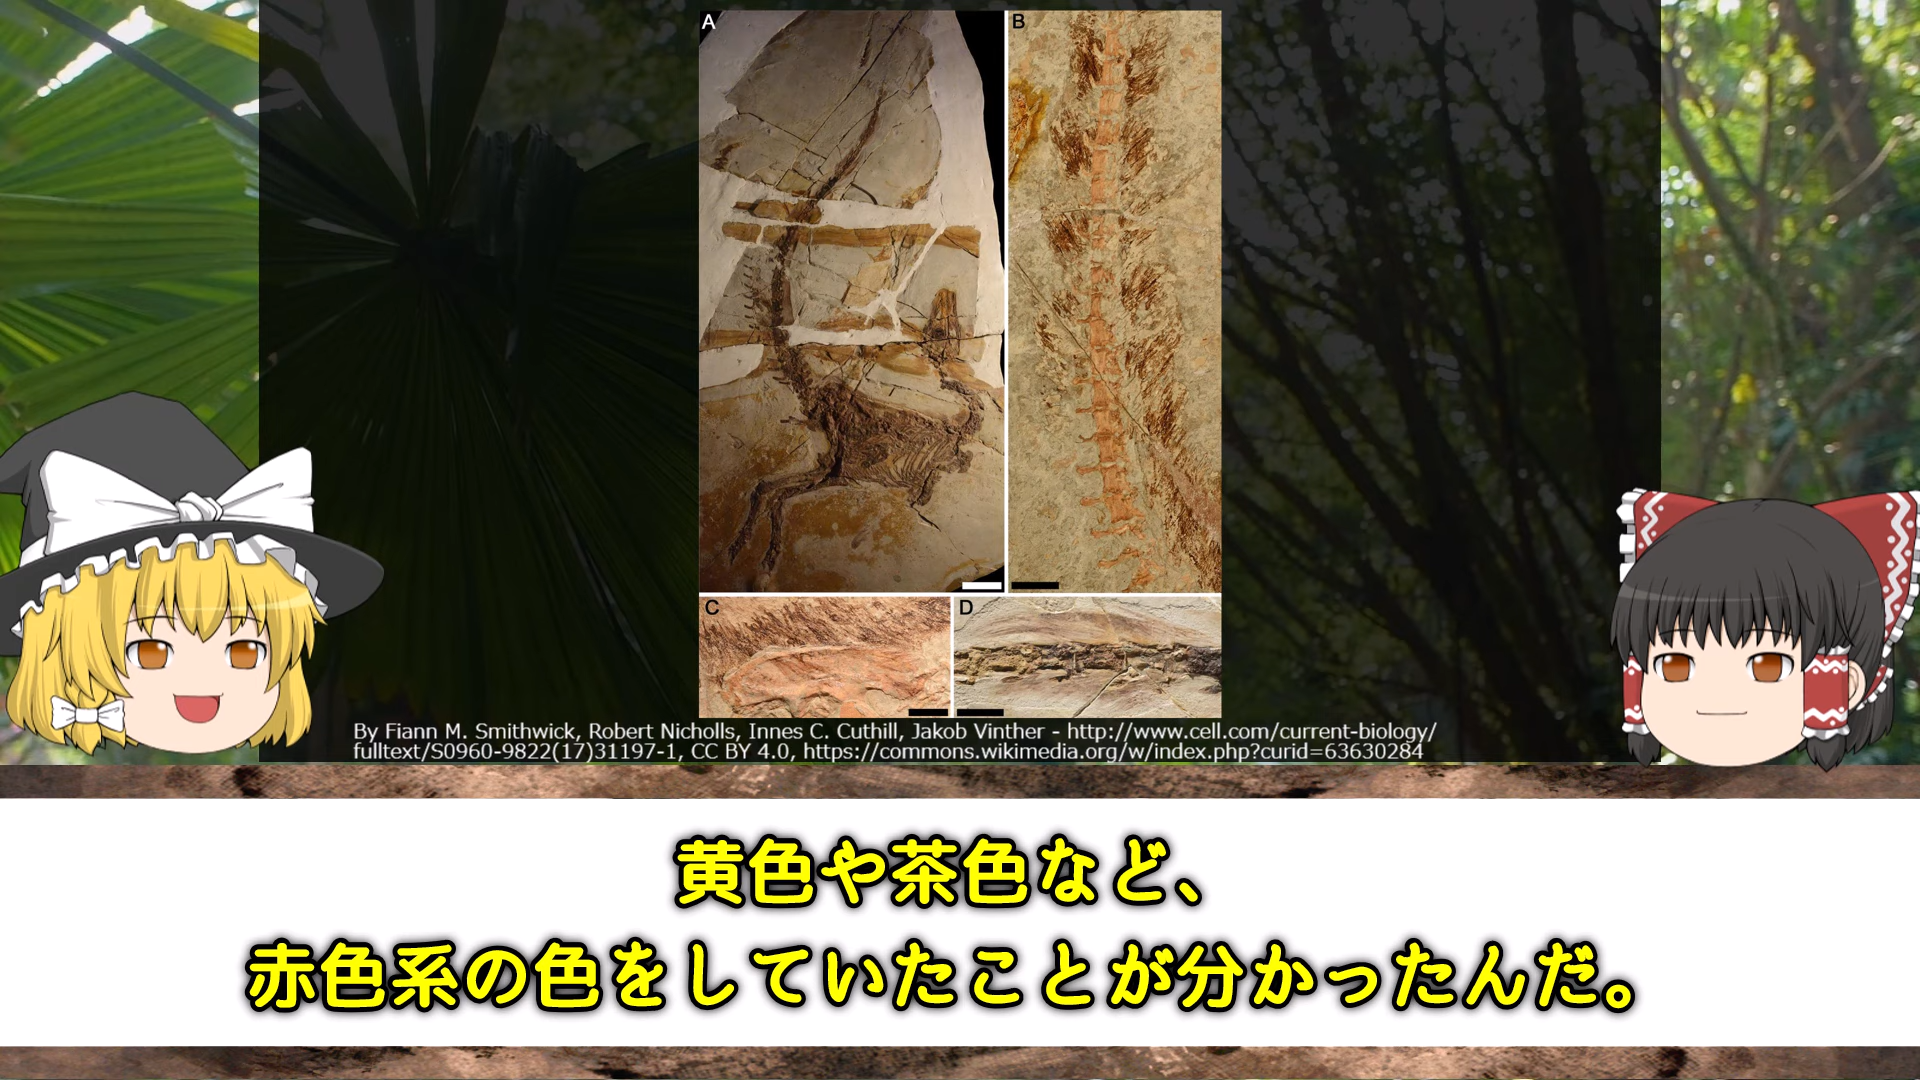 A
B
C
D
By Fiann M. Smithwick, Robert Nicholls, Innes C. Cuthill, Jakob Vinther - http://www.cell.com/current-biology/
fulltext/S0960-9822(17)31197-1, CC BY 4.0, https://commons.wikimedia.org/w/index.php?curid=63630284
黄色や茶色など、
赤色系の色をしていたことが分かったんだ。